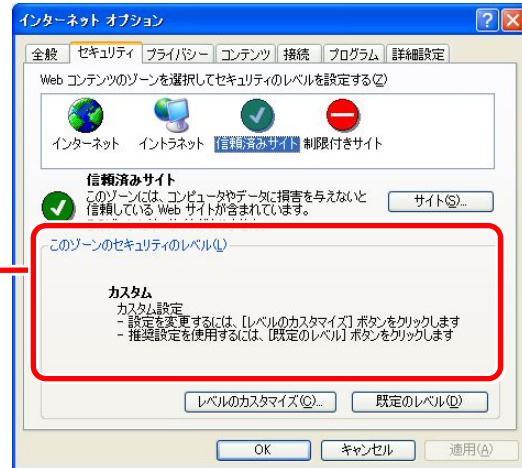 インターネット オプション
全般 セキュリティ プライバシー コンテンツ 接続 プログラム 詳細設定
Web コンテンツのゾーンを選択してセキュリティのレベルを設定する(Z)
インターネット イントラネット 信頼済みサイト 制限付きサイト
信頼済みサイト
このゾーンには、コンピュータやデータに損害を与えないと
信頼している Web サイトが含まれています。
サイト(S)...
このゾーンのセキュリティのレベル(L)
カスタム
カスタム設定
- 設定を変更するには、[レベルのカスタマイズ] ボタンをクリックします
- 推奨設定を使用するには、[既定のレベル] ボタンをクリックします
レベルのカスタマイズ(C)... 既定のレベル(D)
OK キャンセル 適用(A)